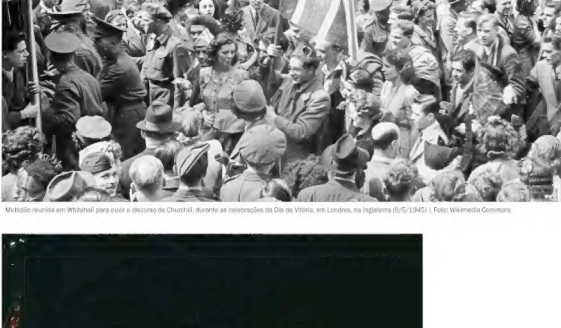 Multidão reunida em Whitehall para ouvir o discurso de Churchill, durante as celebrações do Dia da Vitória, em Londres, na Inglaterra (8/5/1945) | Foto: Wikimedia Commons